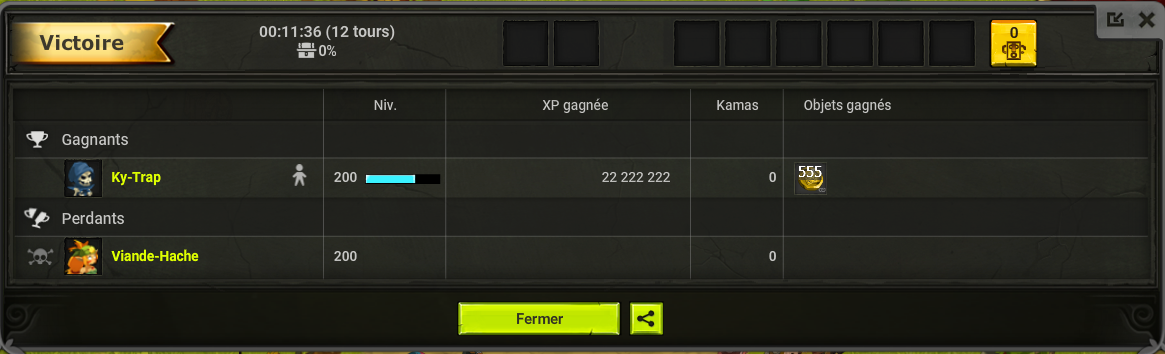 Victoire
00:11:36 (12 tours)
0%
0
Niv. XP gagnée Kamas Objets gagnés
Gagnants
Ky-Trap 200 22 222 222 0 555
Perdants
Viande-Hache 200 0
Fermer